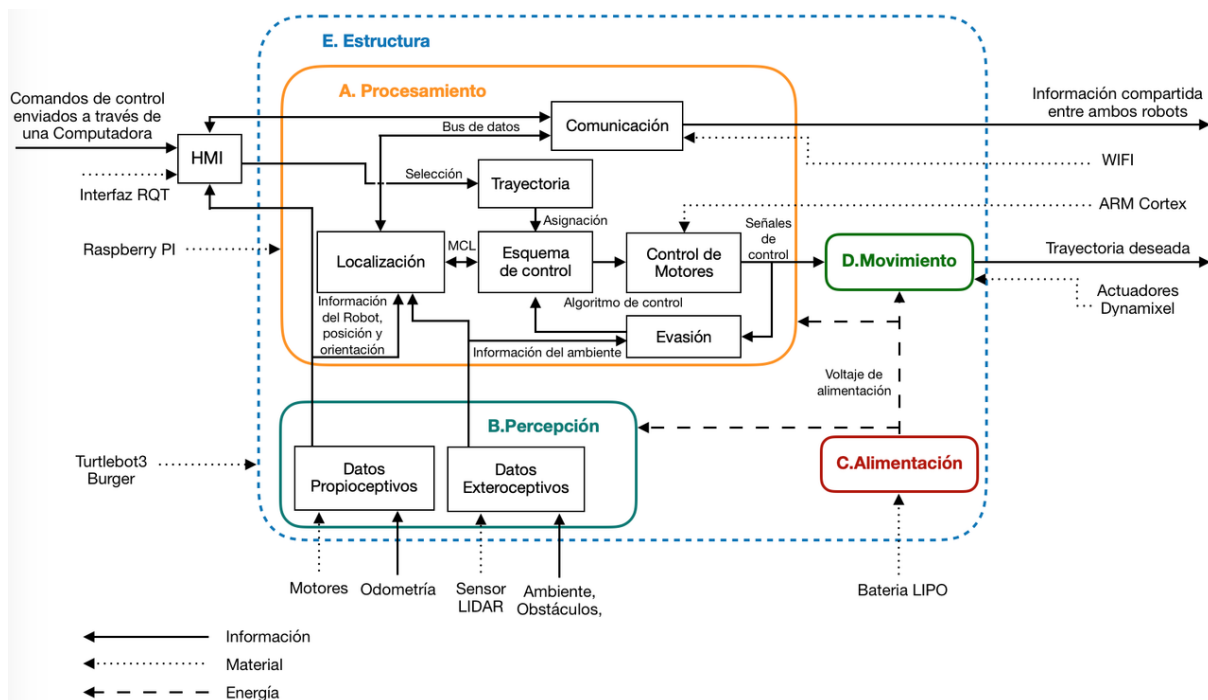 E. Estructura
A. Procesamiento
Comandos de control
enviados a través de
una Computadora
HMI
Interfaz RQT
Raspberry PI
Bus de datos
Comunicación
Información compartida
entre ambos robots
WIFI
Selección
Trayectoria
Asignación
ARM Cortex
Localización
MCL
Esquema
de control
Control de
Motores
Señales
de
control
D.Movimiento
Trayectoria deseada
Actuadores
Dynamixel
Algoritmo de control
Información
del Robot,
posición y
orientación
Información del ambiente
Evasión
Voltaje de
alimentación
B.Percepción
Turtlebot3
Burger
Datos
Propioceptivos
Datos
Exteroceptivos
C.Alimentación
Motores
Odometría
Sensor
LIDAR
Ambiente,
Obstáculos,
Bateria LIPO
Información
Material
Energía